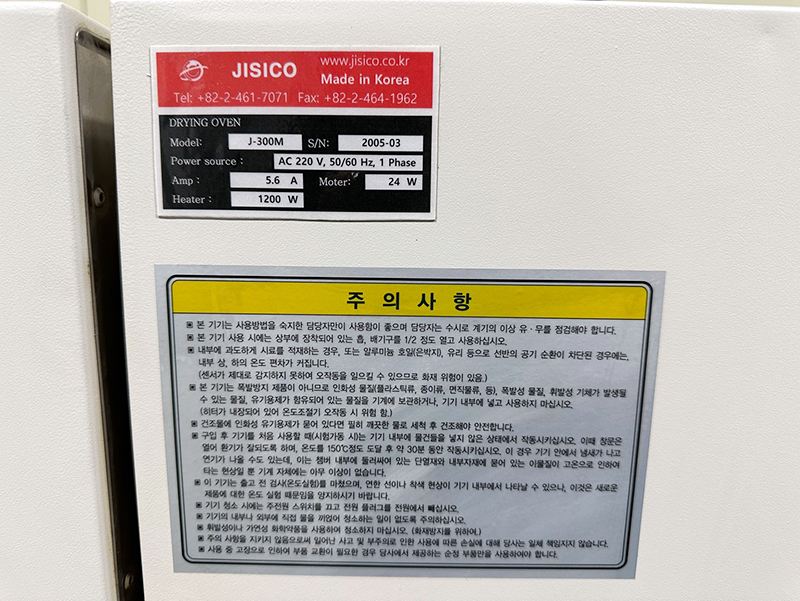 JISICO
www.jisico.co.kr
Made in Korea
Tel: +82-2-461-7071 Fax: +82-2-464-1962
DRYING OVEN
Model: J-300M S/N: 2005-03
Power source : AC 220 V, 50/60 Hz, 1 Phase
Amp : 5.6 A Moter: 24 W
Heater : 1200 W
주 의 사 항
▣ 본 기기는 사용방법을 숙지한 담당자만이 사용함이 좋으며 담당자는 수시로 계기의 이상 유·무를 점검해야 합니다.
▣ 본 기기 사용 시에는 상부에 장착되어 있는 흡, 배기구를 1/2 정도 열고 사용하십시오.
▣ 내부에 과도하게 시료를 적재하는 경우, 또는 알루미늄 호일(은박지), 유리 등으로 선반의 공기 순환이 차단된 경우에는,
내부 상, 하의 온도 편차가 커집니다.
(센서가 제대로 감지하지 못하여 오작동을 일으킬 수 있으므로 화재 위험이 있음.)
▣ 본 기기는 폭발방지 제품이 아니므로 인화성 물질(플라스틱류, 종이류, 면직물류, 등), 폭발성 물질, 휘발성 기체가 발생될
수 있는 물질, 유기용제가 함유되어 있는 물질을 기계에 보관하거나, 기기 내부에 넣고 사용하지 마십시오.
(히터가 내장되어 있어 온도조절기 오작동 시 위험 함.)
▣ 건조물에 인화성 유기용제가 묻어 있다면 필히 깨끗한 물로 세척 후 건조해야 안전합니다.
▣ 구입 후 기기를 처음 사용할 때(시험가동 시)는 기기 내부에 물건들을 넣지 않은 상태에서 작동하십시오. 이때 창문은
열어 환기가 잘되도록 하며, 온도를 150℃정도 도달 후 약 30분 동안 작동시키십시오. 이 경우 기기 안에서 냄새가 나고
연기가 나올 수도 있는데, 이는 챔버 내부에 둘러싸여 있는 단열재와 내부자재에 묻어 있는 이물질이 고온으로 인하여
타는 현상일 뿐 기계 자체에는 아무 이상이 없습니다.
▣ 이 기기는 출고 전 검사(온도실험)를 마쳤으며, 연한 선이나 착색 현상이 기기 내부에서 나타날 수 있으나, 이것은 새로운
제품에 대한 온도 실험 때문임을 양지하시기 바랍니다.
▣ 기기 청소 시에는 주전원 스위치를 끄고 전원 플러그를 전원에서 빼십시오.
▣ 기기의 내부나 외부에 직접 물을 끼얹어 청소하는 일이 없도록 주의하십시오.
▣ 휘발성이나 가연성 화학약품을 사용하여 청소하지 마십시오. (화재방지를 위하여.)
▣ 주의 사항을 지키지 않음으로써 일어난 사고 및 부주의로 인한 사용에 따른 손실에 대해 당사는 일체 책임지지 않습니다.
▣ 사용 중 고장으로 인하여 부품 교환이 필요한 경우 당사에서 제공하는 순정 부품만을 사용하여야 합니다.